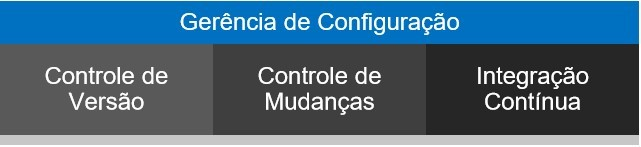 Gerência de Configuração
Controle de
Versão
Controle de
Mudanças
Integração
Contínua